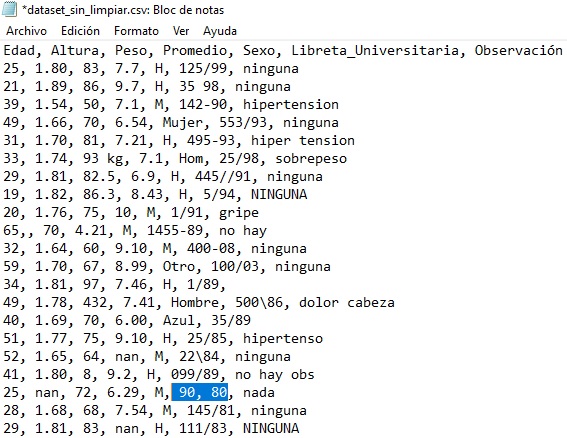 *dataset_sin_limpiar.csv: Bloc de notas
Archivo Edición Formato Ver Ayuda
Edad, Altura, Peso, Promedio, Sexo, Libreta_Universitaria, Observación
25, 1.80, 83, 7.7, H, 125/99, ninguna
21, 1.89, 86, 9.7, H, 35 98, ninguna
39, 1.54, 50, 7.1, M, 142-90, hipertension
49, 1.66, 70, 6.54, Mujer, 553/93, ninguna
31, 1.70, 81, 7.21, H, 495-93, hiper tension
33, 1.74, 93 kg, 7.1, Hom, 25/98, sobrepeso
29, 1.81, 82.5, 6.9, H, 445//91, ninguna
19, 1.82, 86.3, 8.43, H, 5/94, NINGUNA
20, 1.76, 75, 10, M, 1/91, gripe
65,, 70, 4.21, M, 1455-89, no hay
32, 1.64, 60, 9.10, M, 400-08, ninguna
59, 1.70, 67, 8.99, Otro, 100/03, ninguna
34, 1.81, 97, 7.46, H, 1/89,
49, 1.78, 432, 7.41, Hombre, 500\86, dolor cabeza
40, 1.69, 70, 6.00, Azul, 35/89
51, 1.77, 75, 9.10, H, 25/85, hipertenso
52, 1.65, 64, nan, M, 22\84, ninguna
41, 1.80, 8, 9.2, H, 099/89, no hay obs
25, nan, 72, 6.29, M, 90, 80, nada
28, 1.68, 68, 7.54, M, 145/81, ninguna
29, 1.81, 83, nan, H, 111/83, NINGUNA